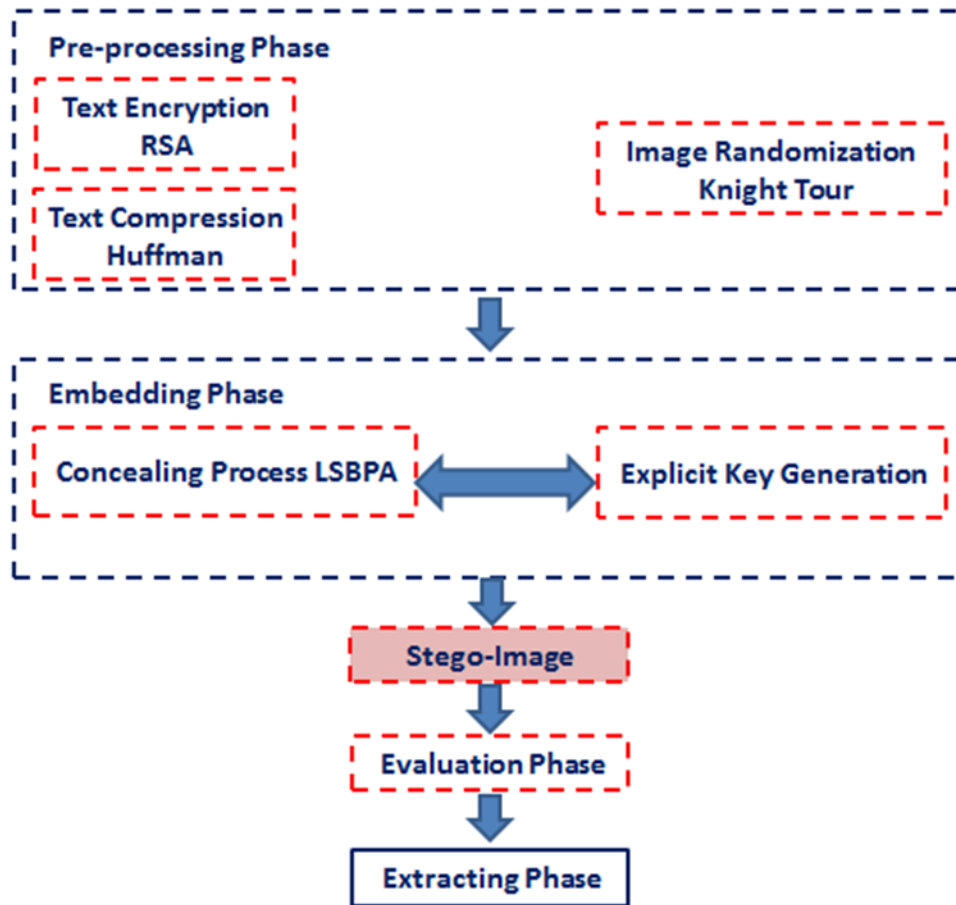 Pre-processing Phase
Text Encryption
RSA
Text Compression
Huffman
Image Randomization
Knight Tour
Embedding Phase
Concealing Process LSBPA
Explicit Key Generation
Stego-Image
Evaluation Phase
Extracting Phase